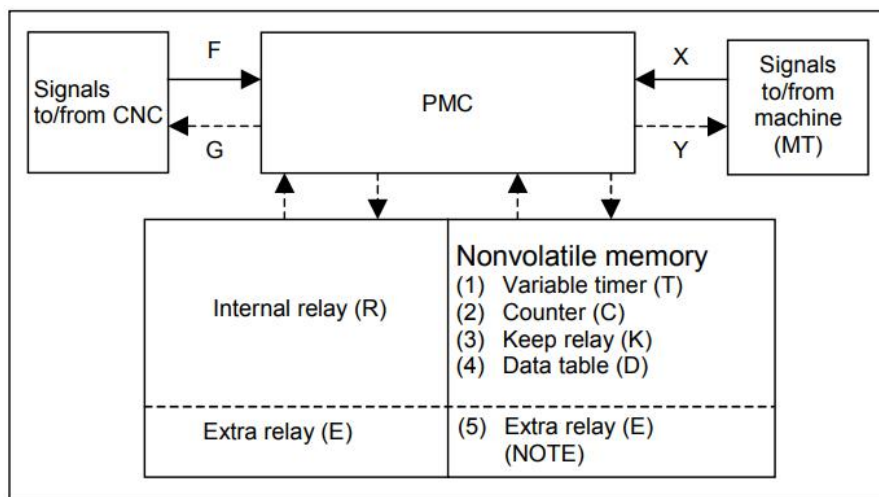 F
X
Signals
to/from CNC
PMC
Signals
to/from
machine
(MT)
G
Y
Internal relay (R)
Nonvolatile memory
(1) Variable timer (T)
(2) Counter (C)
(3) Keep relay (K)
(4) Data table (D)
Extra relay (E)
(5) Extra relay (E)
(NOTE)